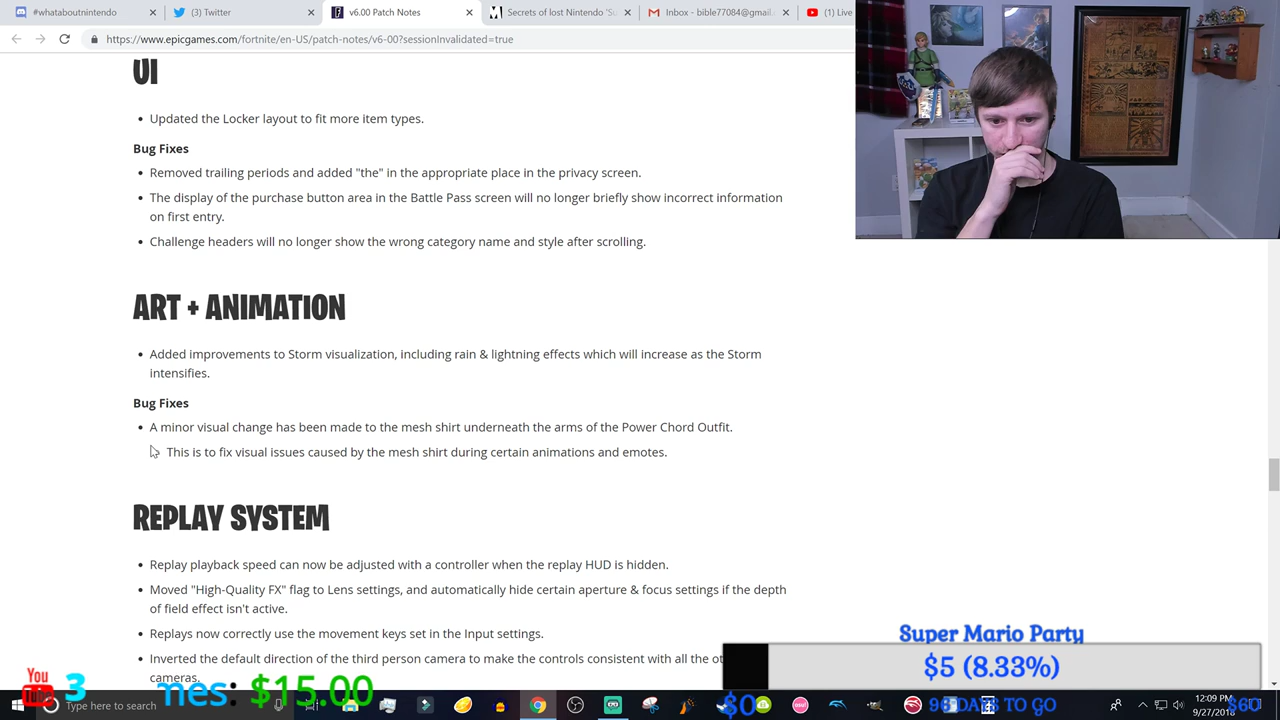 #whataboutnintendo
(3) Twitter
v6.00 Patch Notes
Secrets of lost Nintendo 'Su
Inbox - bible77084@gmail.
(1) Live
https://www.epicgames.com/fortnite/en-US/patch-notes/v6-00?sessionInvalidated=true
UI
Updated the Locker layout to fit more item types.
Bug Fixes
Removed trailing periods and added "the" in the appropriate place in the privacy screen.
The display of the purchase button area in the Battle Pass screen will no longer briefly show incorrect information
on first entry.
Challenge headers will no longer show the wrong category name and style after scrolling.
ART + ANIMATION
Added improvements to Storm visualization, including rain & lightning effects which will increase as the Storm
intensifies.
Bug Fixes
A minor visual change has been made to the mesh shirt underneath the arms of the Power Chord Outfit.
This is to fix visual issues caused by the mesh shirt during certain animations and emotes.
REPLAY SYSTEM
Replay playback speed can now be adjusted with a controller when the replay HUD is hidden.
Moved "High-Quality FX" flag to Lens settings, and automatically hide certain aperture & focus settings if the depth
of field effect isn't active.
Replays now correctly use the movement keys set in the Input settings.
Inverted the default direction of the third person camera to make the controls consistent with all the ot
cameras.
Super Mario Party
$5 (8.33%)
$0
96 DAYS TO GO
$60
You
Tube
3
mes: $15.00
Type here to search
12:09 PM
9/27/201